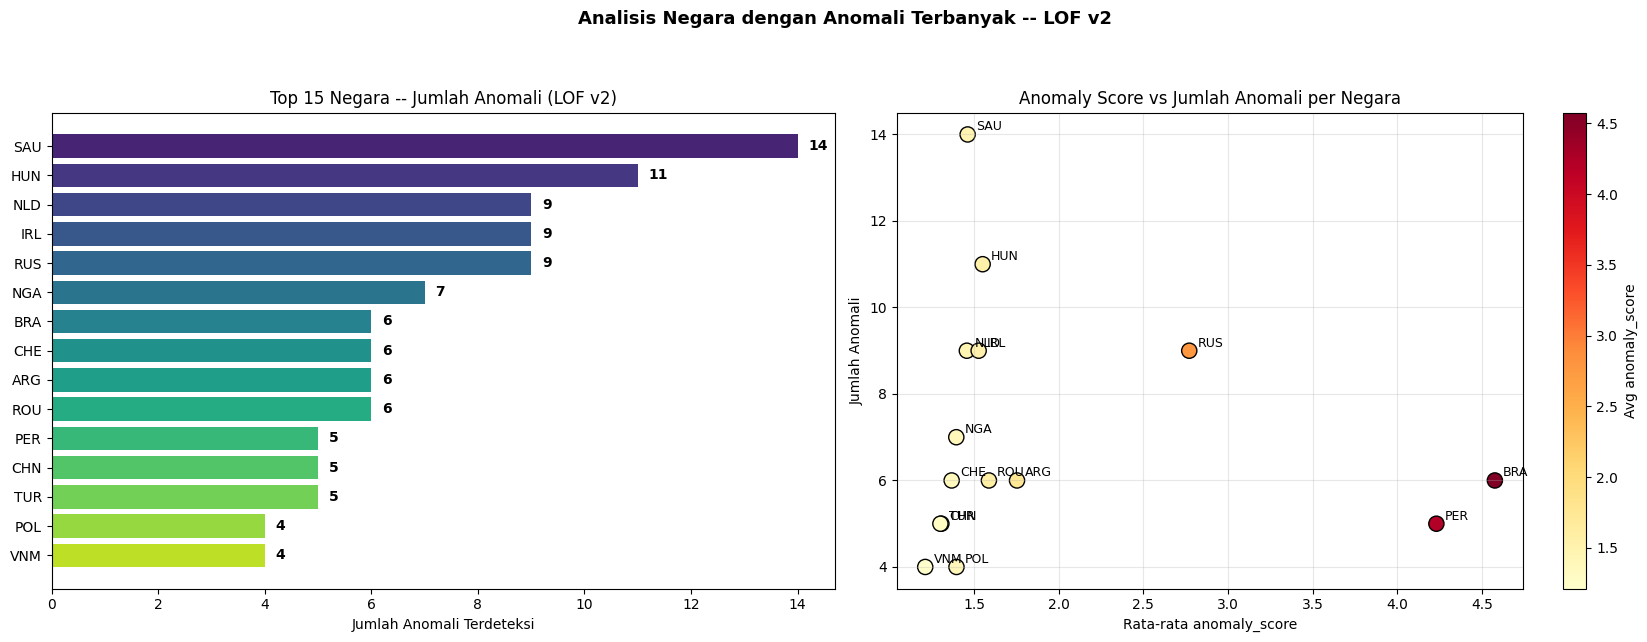 Analisis Negara dengan Anomali Terbanyak -- LOF v2
Top 15 Negara -- Jumlah Anomali (LOF v2)
SAU 14
HUN 11
NLD 9
IRL 9
RUS 9
NGA 7
BRA 6
CHE 6
ARG 6
ROU 6
PER 5
CHN 5
TUR 5
POL 4
VNM 4
0 2 4 6 8 10 12 14
Jumlah Anomali Terdeteksi
Anomaly Score vs Jumlah Anomali per Negara
Jumlah Anomali
14
12
10
8
6
4
SAU
HUN
NLD IRL RUS
NGA
CHE ROU ARG BRA
TUR CHN PER
VNM POL
1.5 2.0 2.5 3.0 3.5 4.0 4.5
Rata-rata anomaly_score
4.5
4.0
3.5
3.0
2.5
2.0
1.5
Avg anomaly_score